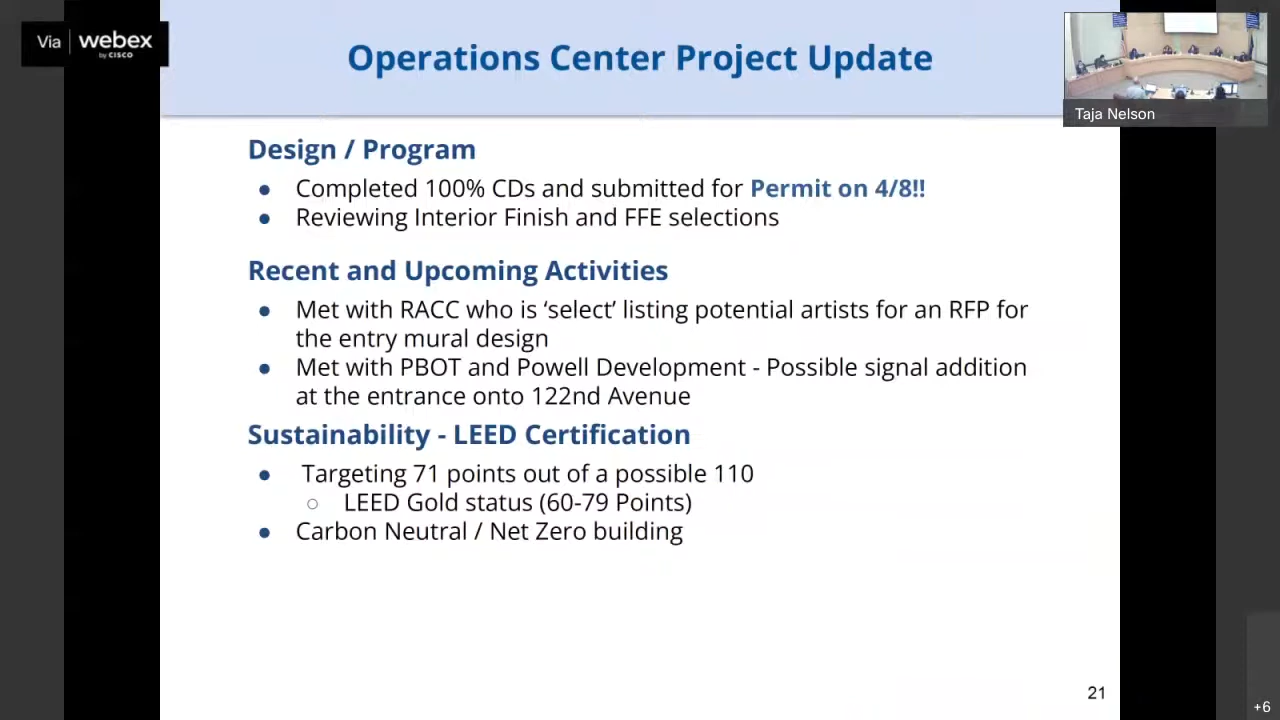 Via webex
by CISCO
Operations Center Project Update
Taja Nelson
Design / Program
● Completed 100% CDs and submitted for Permit on 4/8!!
● Reviewing Interior Finish and FFE selections
Recent and Upcoming Activities
● Met with RACC who is ‘select’ listing potential artists for an RFP for
the entry mural design
● Met with PBOT and Powell Development - Possible signal addition
at the entrance onto 122nd Avenue
Sustainability - LEED Certification
● Targeting 71 points out of a possible 110
○ LEED Gold status (60-79 Points)
● Carbon Neutral / Net Zero building
21
+6